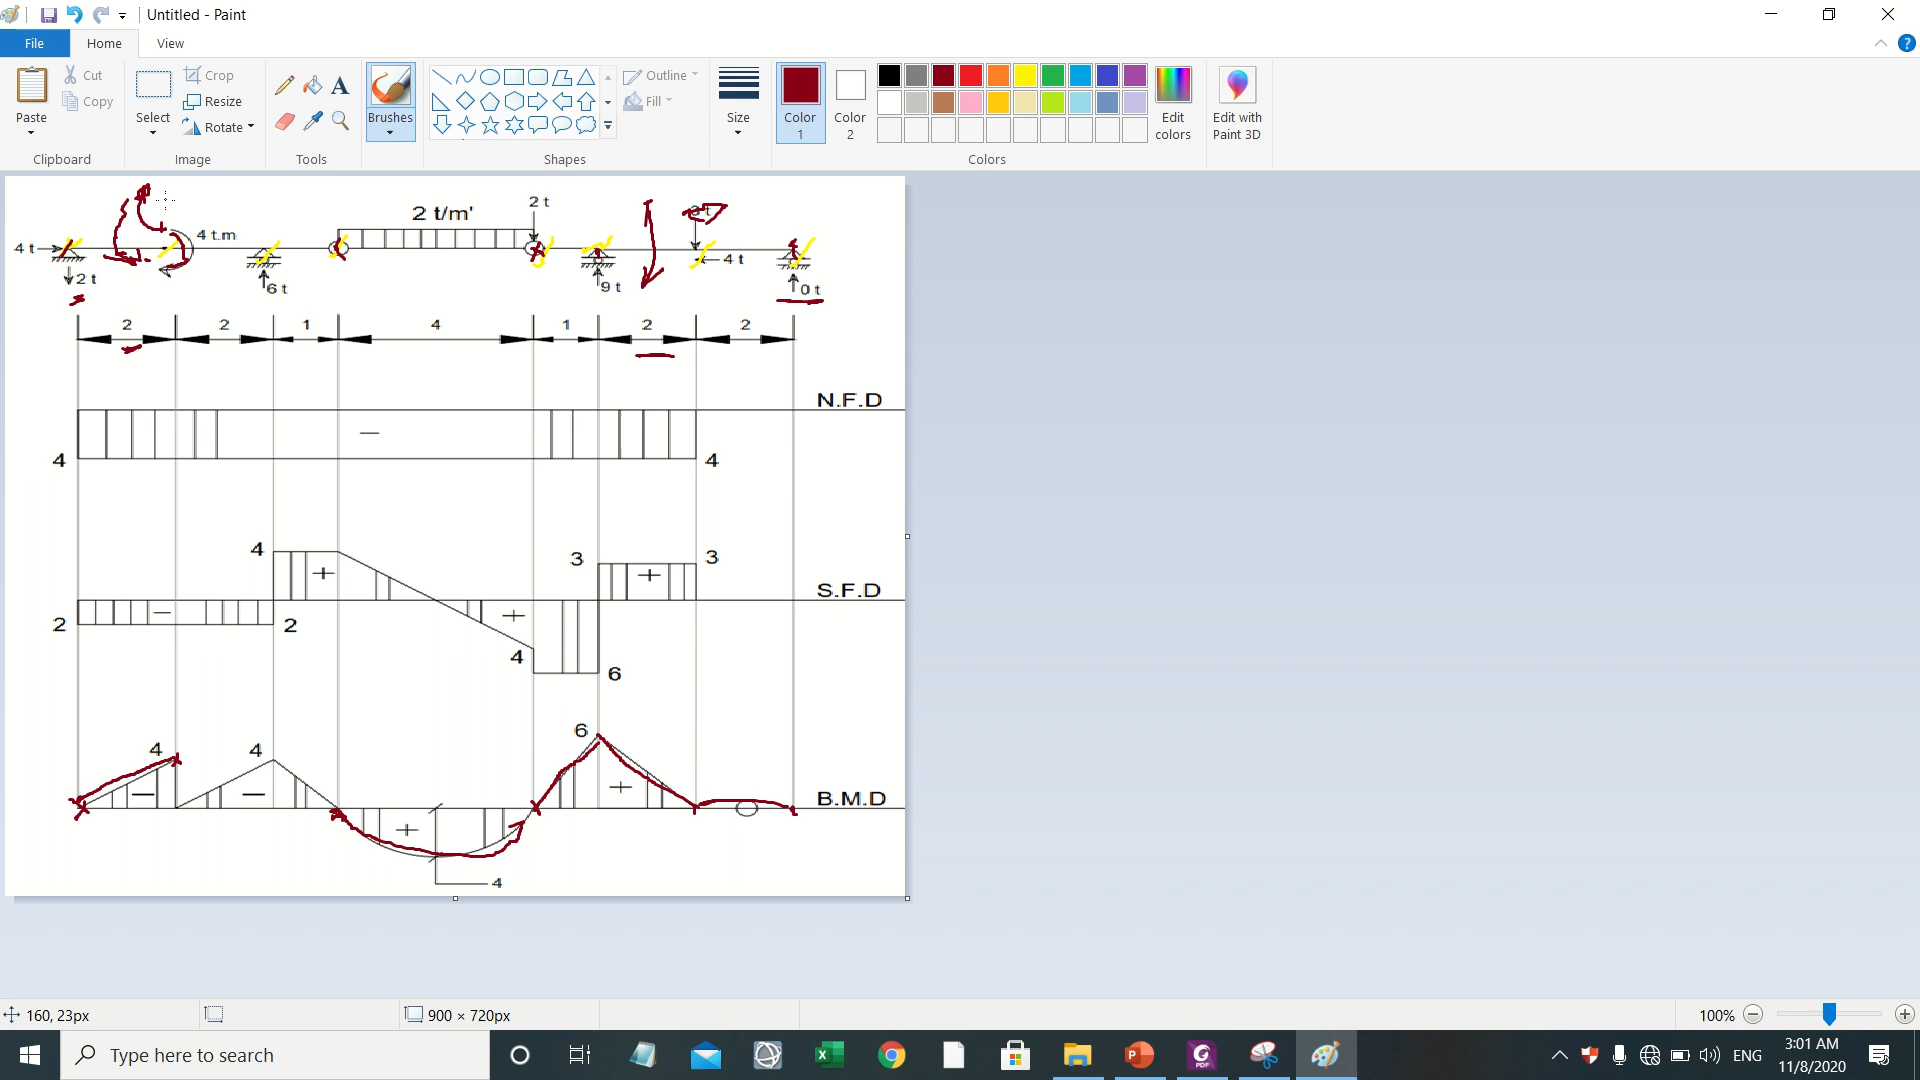 Untitled - Paint
File Home View
Paste
Cut
Copy
Clipboard
Select
Crop
Resize
Rotate
Image
Tools
Brushes
Outline
Fill
Shapes
Size
Color 1
Color 2
Edit colors
Edit with Paint 3D
Colors
2 t/m' 2 t
4 t 4 t.m t 4 t
2 t 6 t 9 t 0 t
2 2 1 4 1 2 2
N.F.D
4 − 4
4 + 3 + 3
S.F.D
2 − 2 + 4 6
4 4 6
− − + B.M.D
+
4
160, 23px
900 × 720px
100%
Type here to search
ENG
3:01 AM
11/8/2020